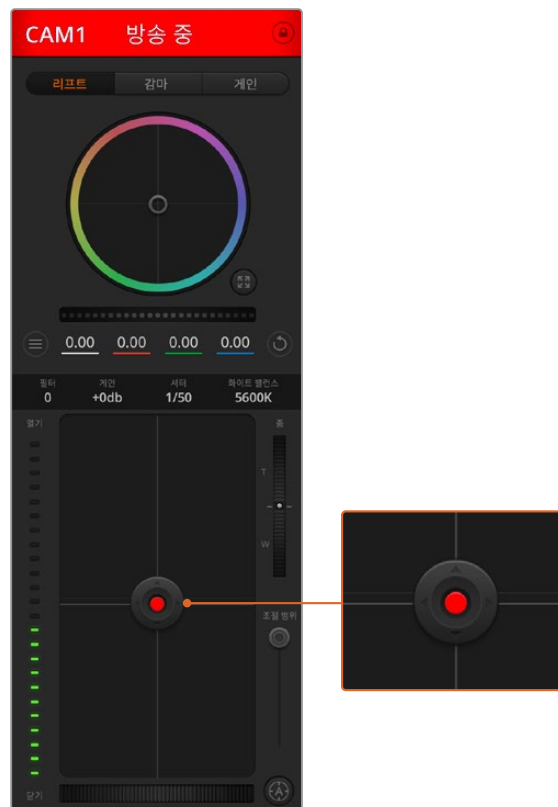 CAM1 방송 중
리프트 감마 게인
0.00 0.00 0.00 0.00
필터 게인 셔터 화이트 밸런스
0 +0db 1/50 5600K
열기 줌
T
W
조절 범위
닫기 A